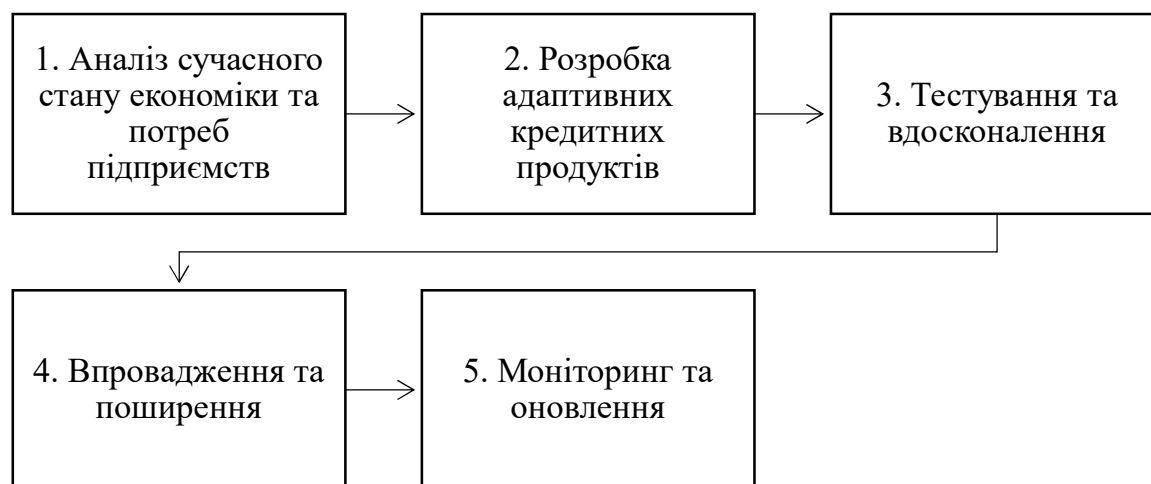 1. Аналіз сучасного
стану економіки та
потреб
підприємств
2. Розробка
адаптивних
кредитних
продуктів
3. Тестування та
вдосконалення
4. Впровадження та
поширення
5. Моніторинг та
оновлення